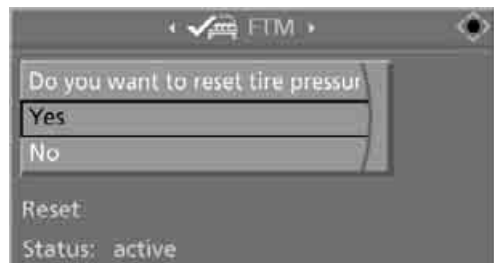 FTM
Do you want to reset tire pressur
Yes
No
Reset
Status: active